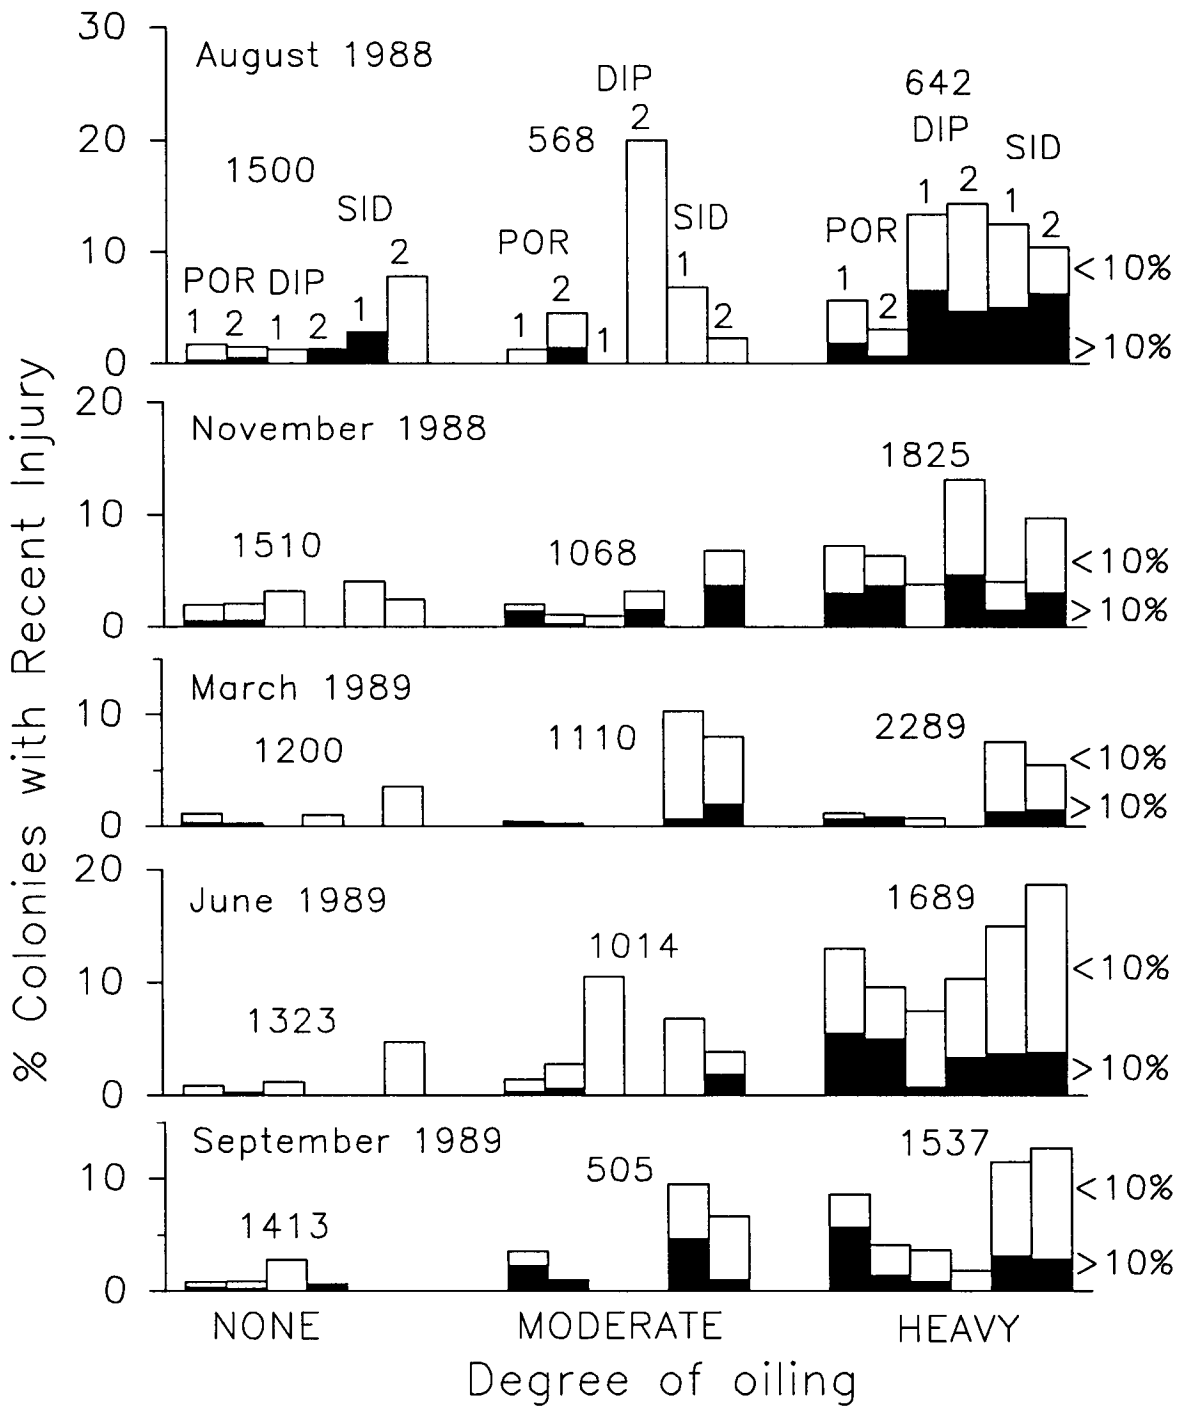 % Colonies with Recent Injury
30
20
10
0
August 1988
1500
POR DIP SID
1 2 1 2 1 2
568
POR DIP SID
1 2 1 2 1 2
642
POR DIP SID
1 2 1 2 1 2
<10%
>10%
20
10
0
November 1988
1510
1068
1825
<10%
>10%
10
0
March 1989
1200
1110
2289
<10%
>10%
20
10
0
June 1989
1323
1014
1689
<10%
>10%
10
0
September 1989
1413
505
1537
<10%
>10%
NONE MODERATE HEAVY
Degree of oiling